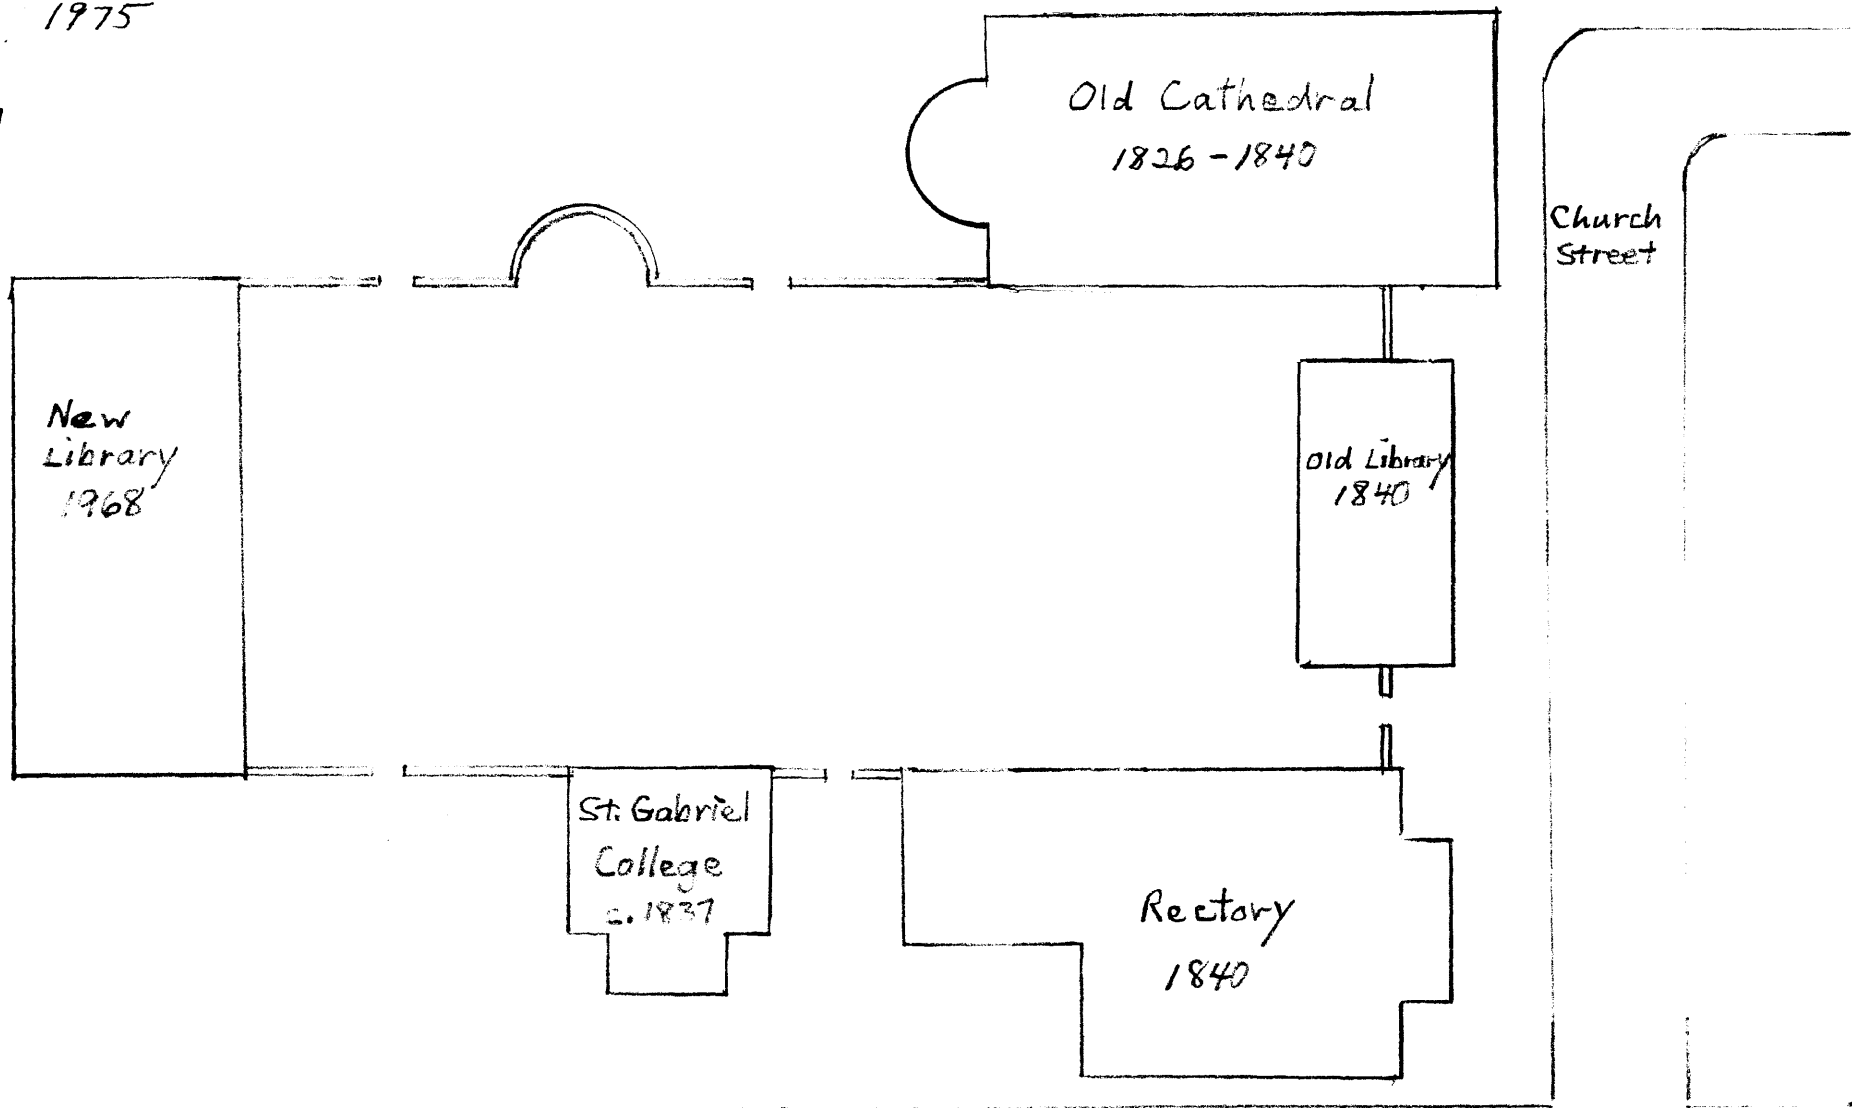 1975
Old Cathedral
1826-1840
Church
Street
New
Library
1968
Old Library
1840
St. Gabriel
College
c. 1837
Rectory
1840